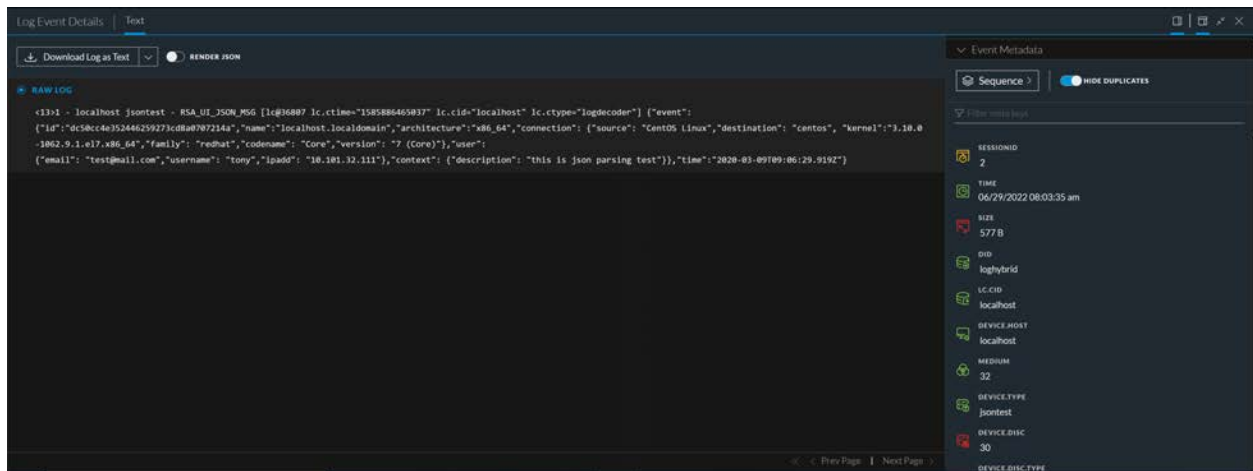 Log Event Details | Text
Download Log as Text
RENDER JSON
RAW LOG
<13>1 - localhost jsontest - RSA_UI_JSON_MSG [lc@36807 lc.ctime="1585886465037" lc.cid="localhost" lc.ctype="logdecoder"] {"event":
{"id":"dc50cc4e352446259273cd8a0707214a","name":"localhost.localdomain","architecture":"x86_64","connection": {"source": "CentOS Linux","destination": "centos", "kernel":"3.10.0
-1062.9.1.el7.x86_64","family": "redhat","codename": "Core","version": "7 (Core)"},"user":
{"email": "test@mail.com","username": "tony","ipadd": "10.101.32.111"},"context": {"description": "this is json parsing test"}},"time":"2020-03-09T09:06:29.919Z"}
< Prev Page 1 Next Page >
Event Metadata
Sequence >
HIDE DUPLICATES
Filter meta keys
SESSIONID
2
TIME
06/29/2022 08:03:35 am
SIZE
577 B
DID
loghybrid
LC.CID
localhost
DEVICE.HOST
localhost
MEDIUM
32
DEVICE.TYPE
jsontest
DEVICE.DISC
30
DEVICE.DISC.TYPE